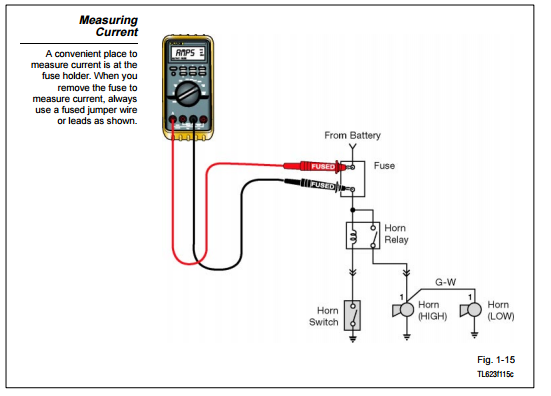 Measuring
Current
A convenient place to
measure current is at the
fuse holder. When you
remove the fuse to
measure current, always
use a fused jumper wire
or leads as shown.
AMPS
From Battery
FUSED
Fuse
FUSED
Horn
Relay
G-W
1
1
Horn
Switch
Horn
(HIGH)
Horn
(LOW)
Fig. 1-15
TL623f115c